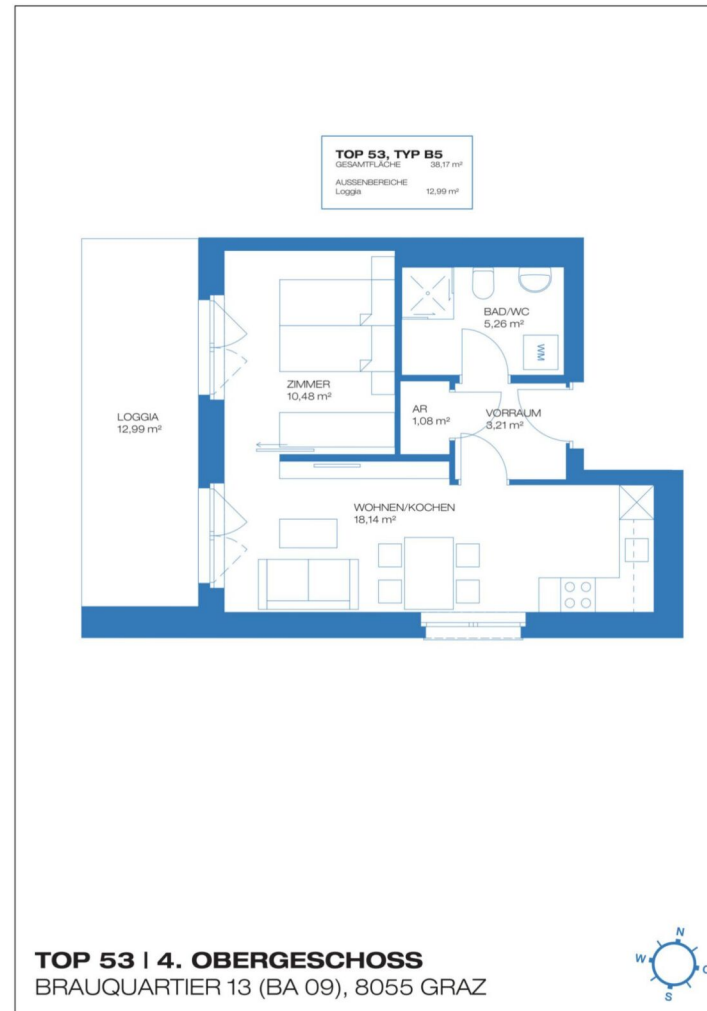 TOP 53, TYP B5
GESAMTFLÄCHE 38,17 m²
AUSSENBEREICHE
Loggia 12,99 m²
BAD/WC
5,26 m²
WM
ZIMMER
10,48 m²
AR
1,08 m²
VORRAUM
3,21 m²
LOGGIA
12,99 m²
WOHNEN/KOCHEN
18,14 m²
TOP 53 | 4. OBERGESCHOSS
BRAUQUARTIER 13 (BA 09), 8055 GRAZ
N
W
O
S